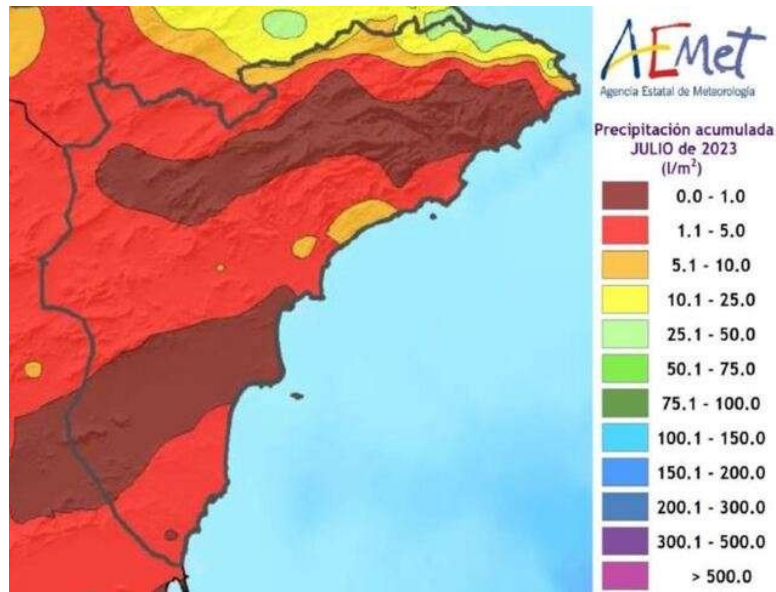 AEMet
Agencia Estatal de Meteorología
Precipitación acumulada
JULIO de 2023
(l/m²)
0.0 - 1.0
1.1 - 5.0
5.1 - 10.0
10.1 - 25.0
25.1 - 50.0
50.1 - 75.0
75.1 - 100.0
100.1 - 150.0
150.1 - 200.0
200.1 - 300.0
300.1 - 500.0
> 500.0